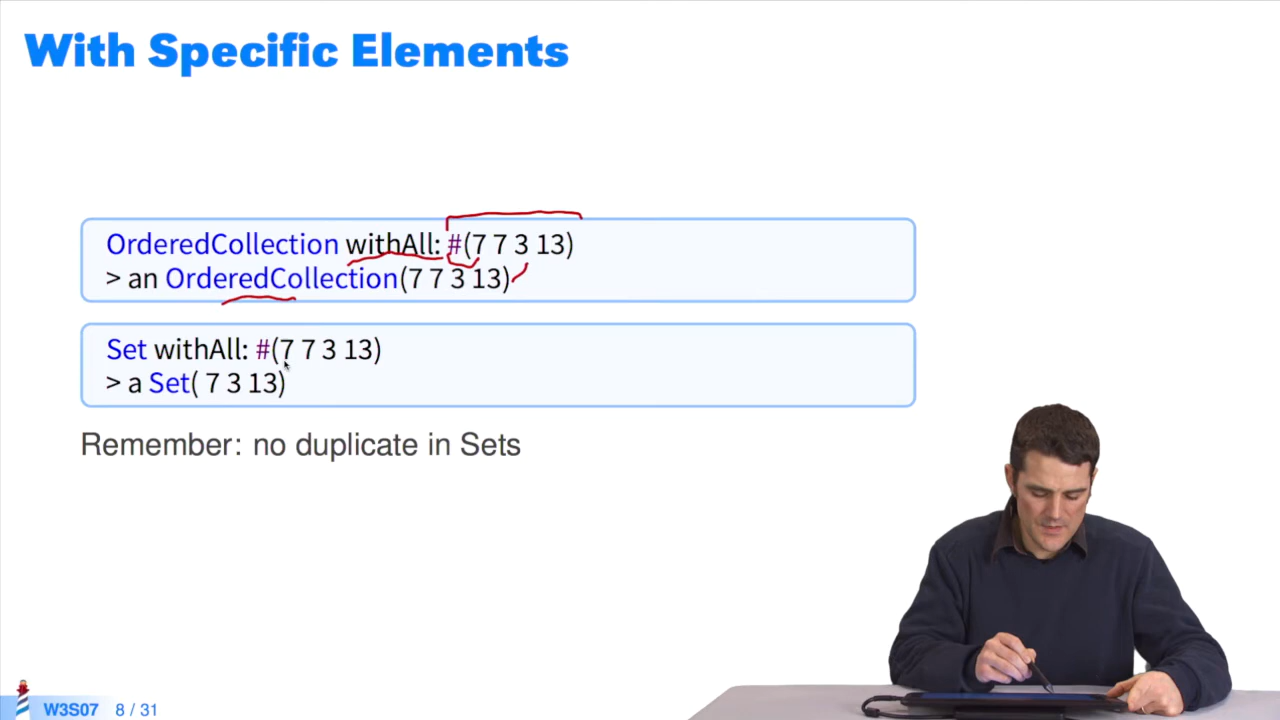 With Specific Elements
OrderedCollection withAll: #(7 7 3 13)
> an OrderedCollection(7 7 3 13)
Set withAll: #(7 7 3 13)
> a Set( 7 3 13)
Remember: no duplicate in Sets
W3S07 8 / 31